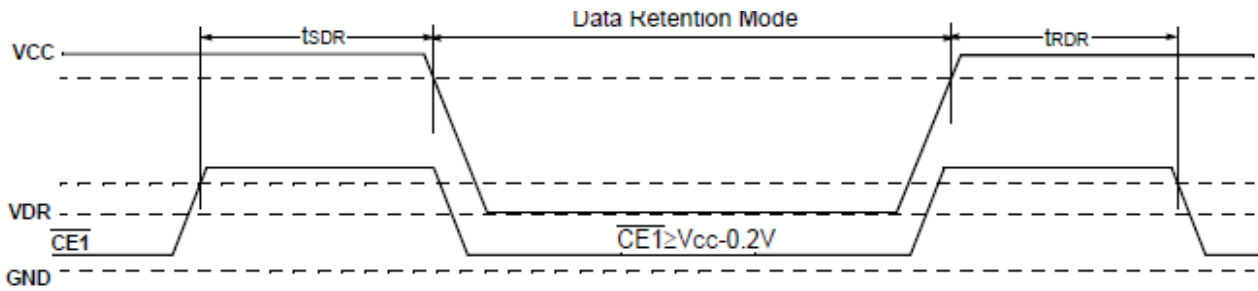 Data Retention Mode
tSDR
tRDR
VCC
VDR
CE1
CE1≥Vcc-0.2V
GND